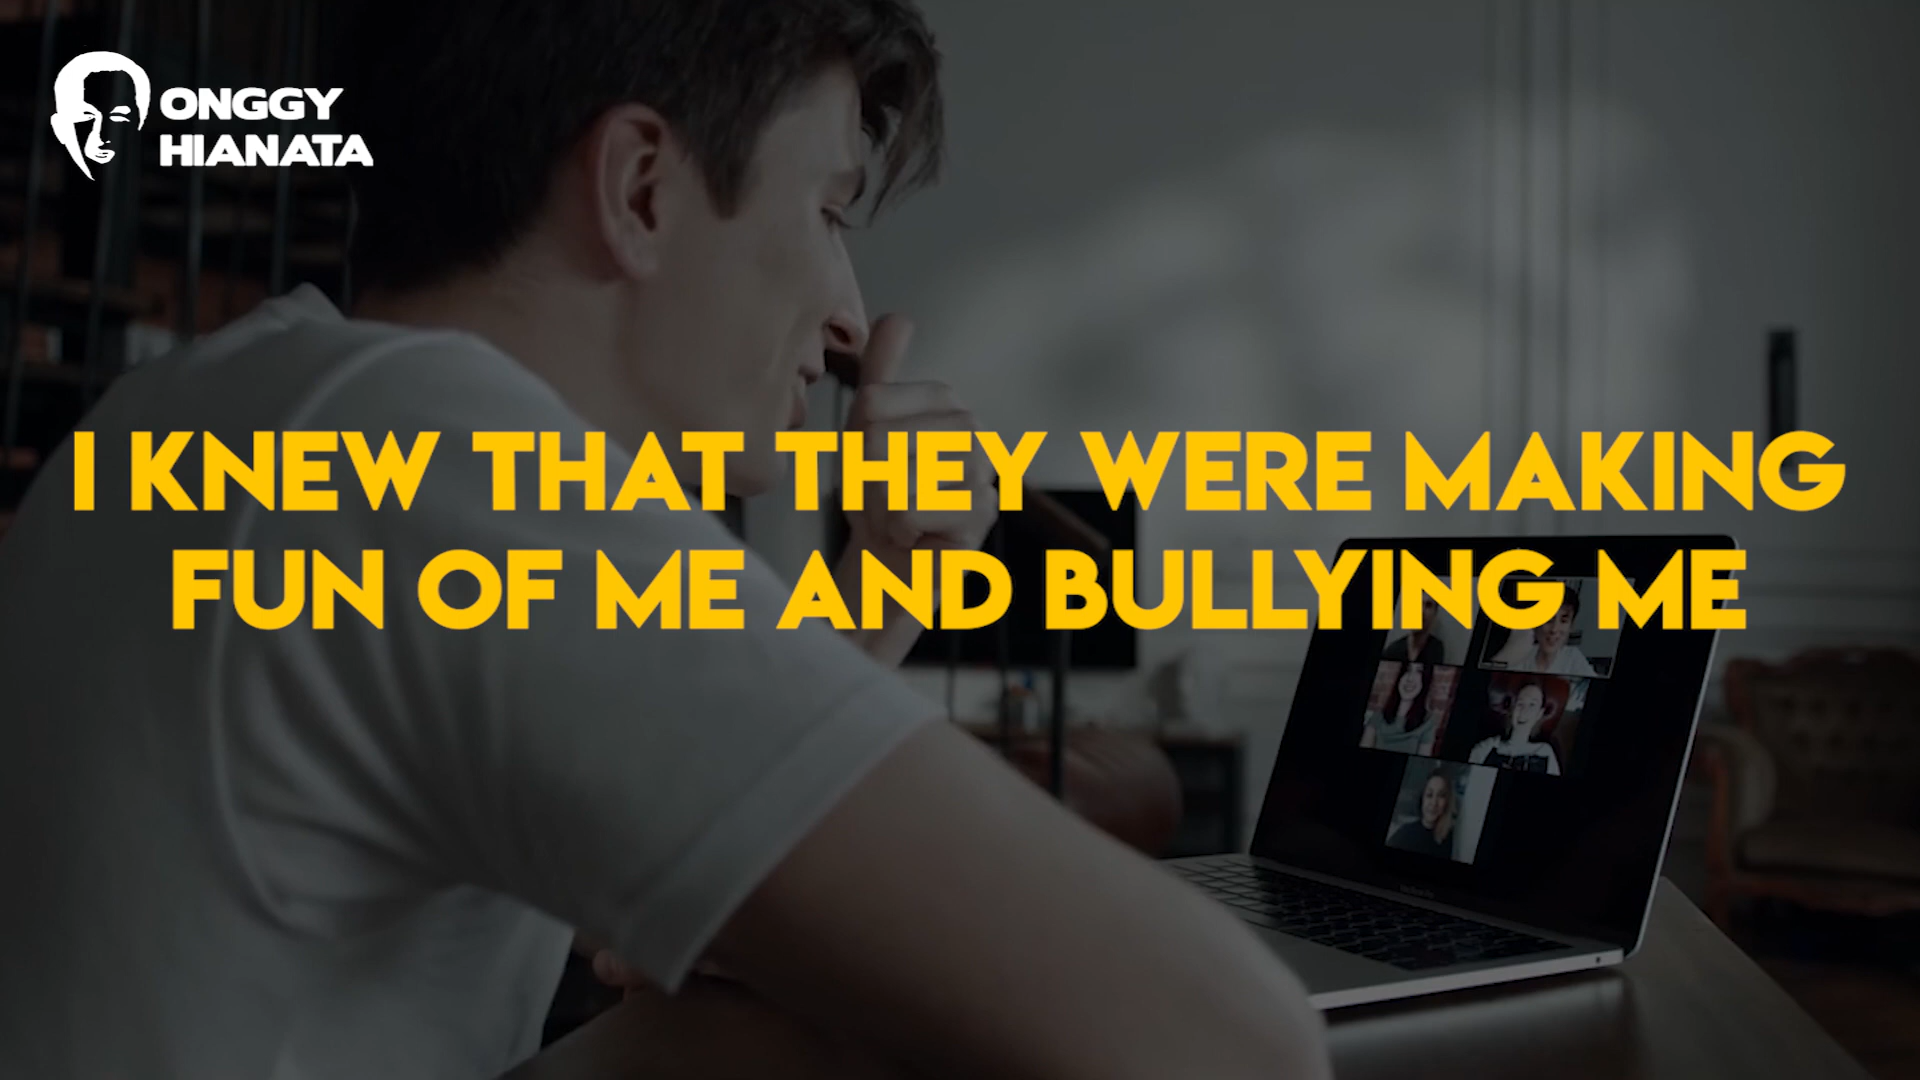 ONGGY
HIANATA
I KNEW THAT THEY WERE MAKING
FUN OF ME AND BULLYING ME